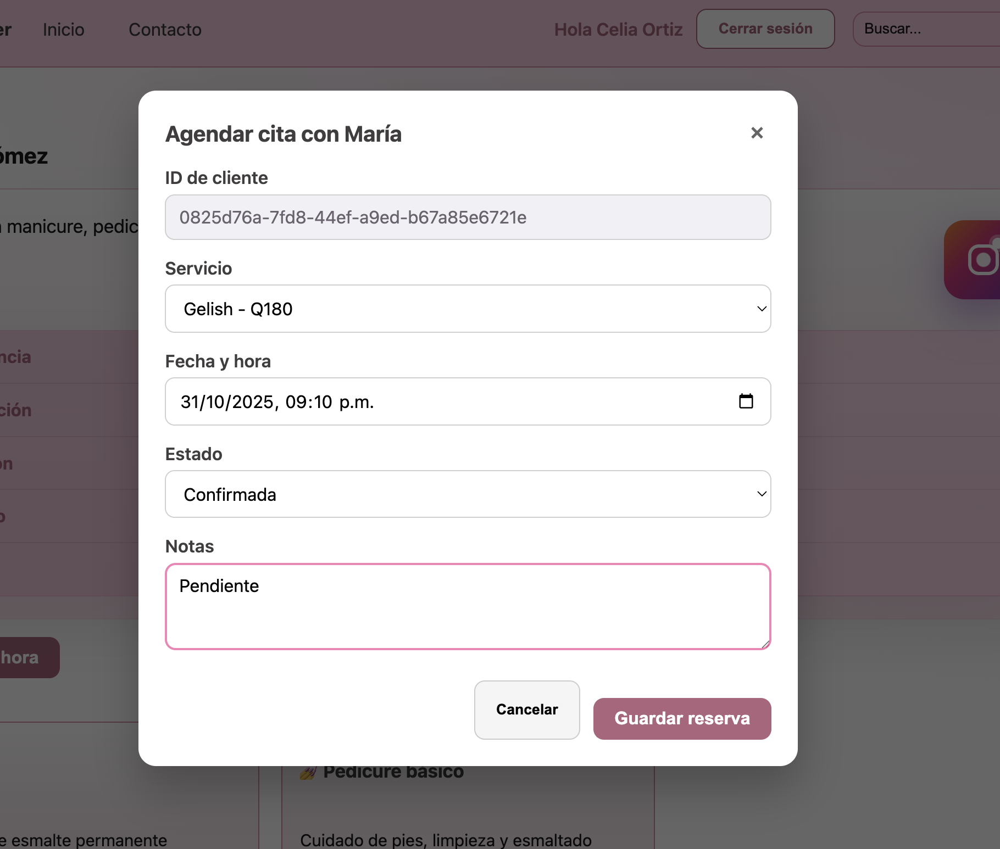 er Inicio Contacto Hola Celia Ortiz Cerrar sesión Buscar...
Agendar cita con María ×
ómez
ID de cliente
0825d76a-7fd8-44ef-a9ed-b67a85e6721e
manicure, pedic
Servicio
Gelish - Q180
Fecha y hora
ncia
31/10/2025, 09:10 p.m.
ción
Estado
ón
Confirmada
o
Notas
Pendiente
hora
Cancelar
Guardar reserva
Pedicure básico
e esmalte permanente
Cuidado de pies, limpieza y esmaltado